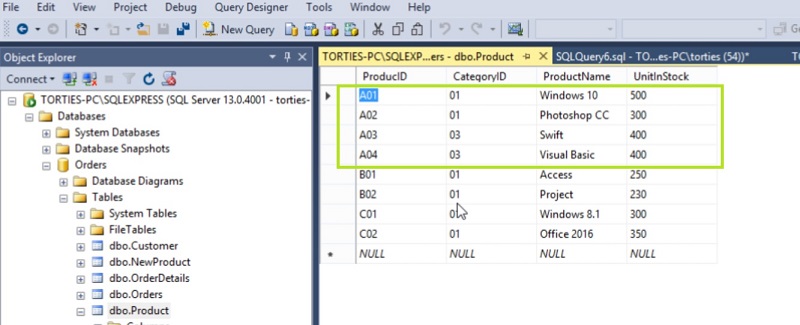 File Edit View Project Debug Query Designer Tools Window Help
New Query
Object Explorer
Connect
TORTIES-PC\SQLEXPRESS (SQL Server 13.0.4001 - torties-
Databases
System Databases
Database Snapshots
Orders
Database Diagrams
Tables
System Tables
FileTables
dbo.Customer
dbo.NewProduct
dbo.OrderDetails
dbo.Orders
dbo.Product
TORTIES-PC\SQLEXP...ers - dbo.Product SQLQuery6.sql - TO...es-PC\torties (54))*
ProducID CateqoryID ProductName UnitInStock
A01 01 Windows 10 500
A02 01 Photoshop CC 300
A03 03 Swift 400
A04 03 Visual Basic 400
B01 01 Access 250
B02 01 Project 230
C01 Windows 8.1 300
C02 01 Office 2016 350
NULL NULL NULL NULL